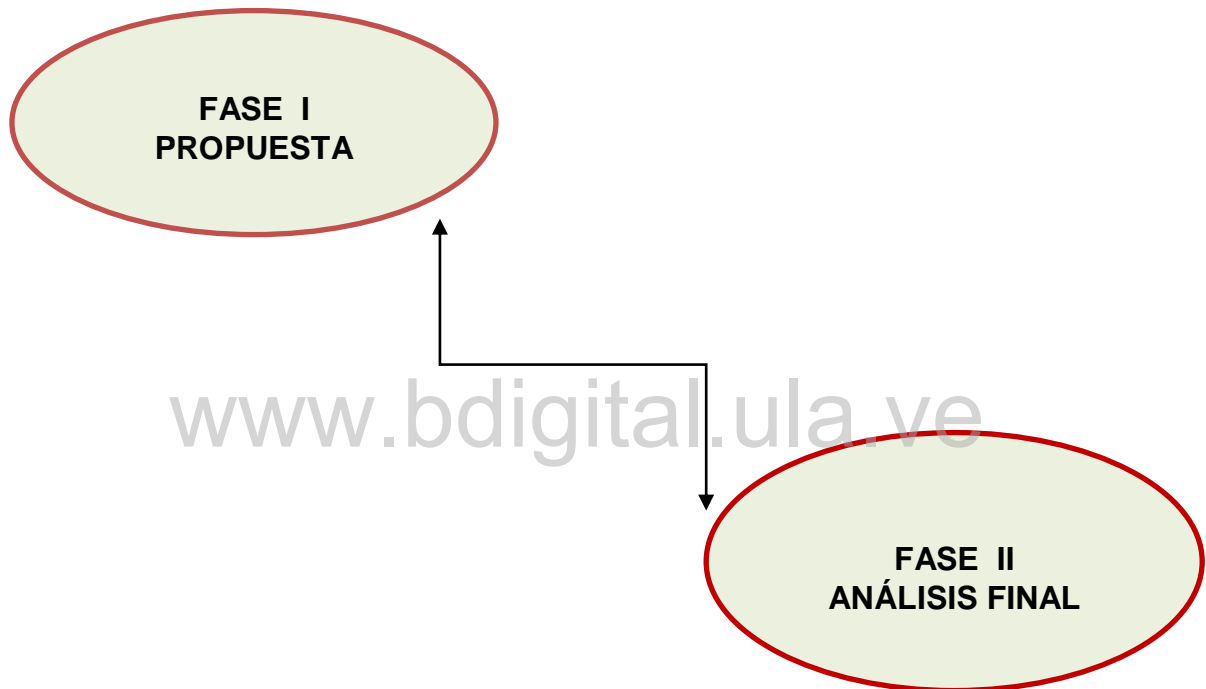 FASE I
PROPUESTA
www.bdigital.ula.ve
FASE II
ANÁLISIS FINAL